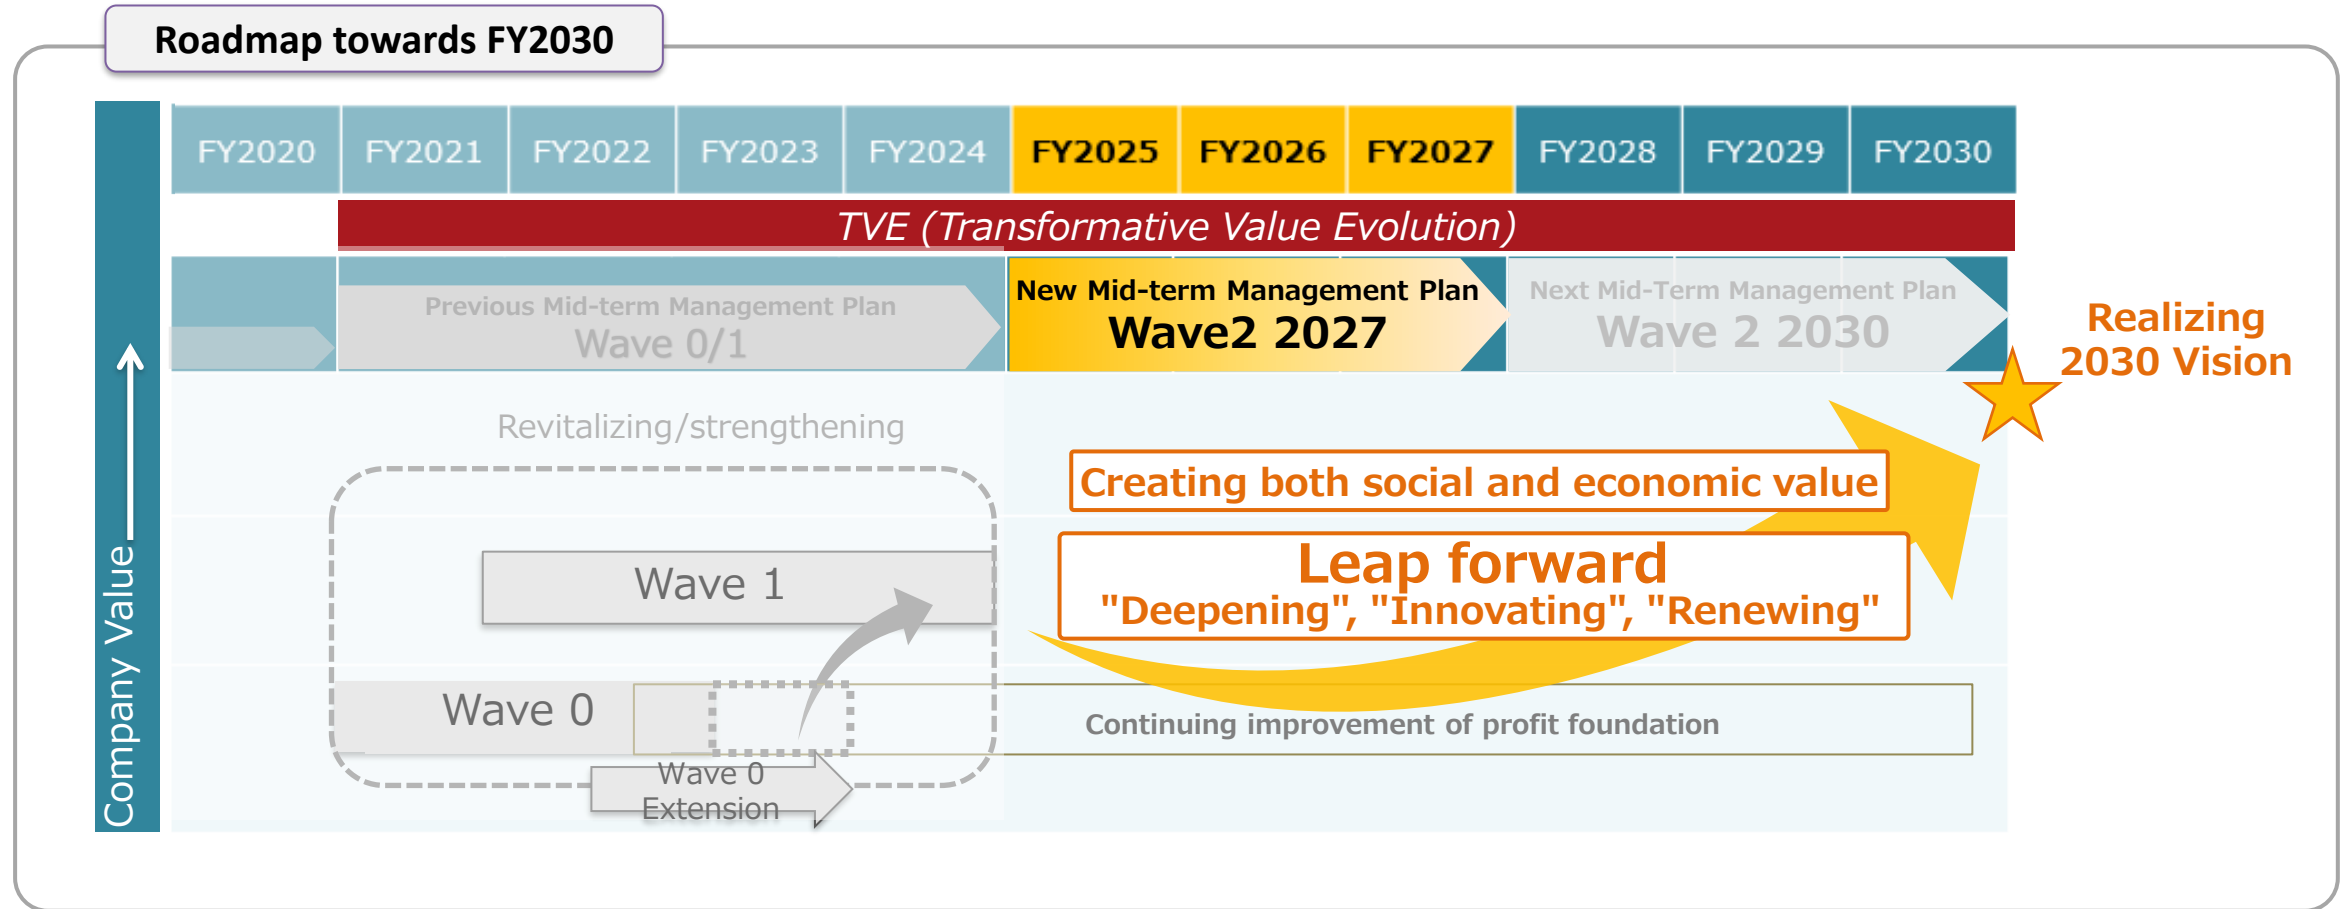 Roadmap towards FY2030
FY2020 FY2021 FY2022 FY2023 FY2024 FY2025 FY2026 FY2027 FY2028 FY2029 FY2030
TVE (Transformative Value Evolution)
Previous Mid-term Management Plan
Wave 0/1
New Mid-term Management Plan
Wave2 2027
Next Mid-Term Management Plan
Wave 2 2030
Realizing
2030 Vision
Company Value
Revitalizing/strengthening
Creating both social and economic value
Leap forward
"Deepening", "Innovating", "Renewing"
Wave 1
Wave 0
Continuing improvement of profit foundation
Wave 0
Extension